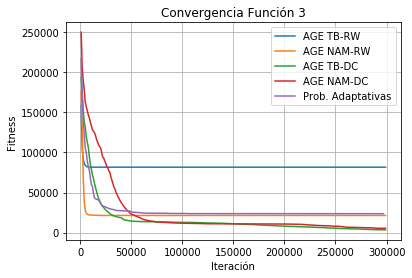 Convergencia Función 3
250000
200000
150000
100000
50000
0
Fitness
AGE TB-RW
AGE NAM-RW
AGE TB-DC
AGE NAM-DC
Prob. Adaptativas
0 50000 100000 150000 200000 250000 300000
Iteración